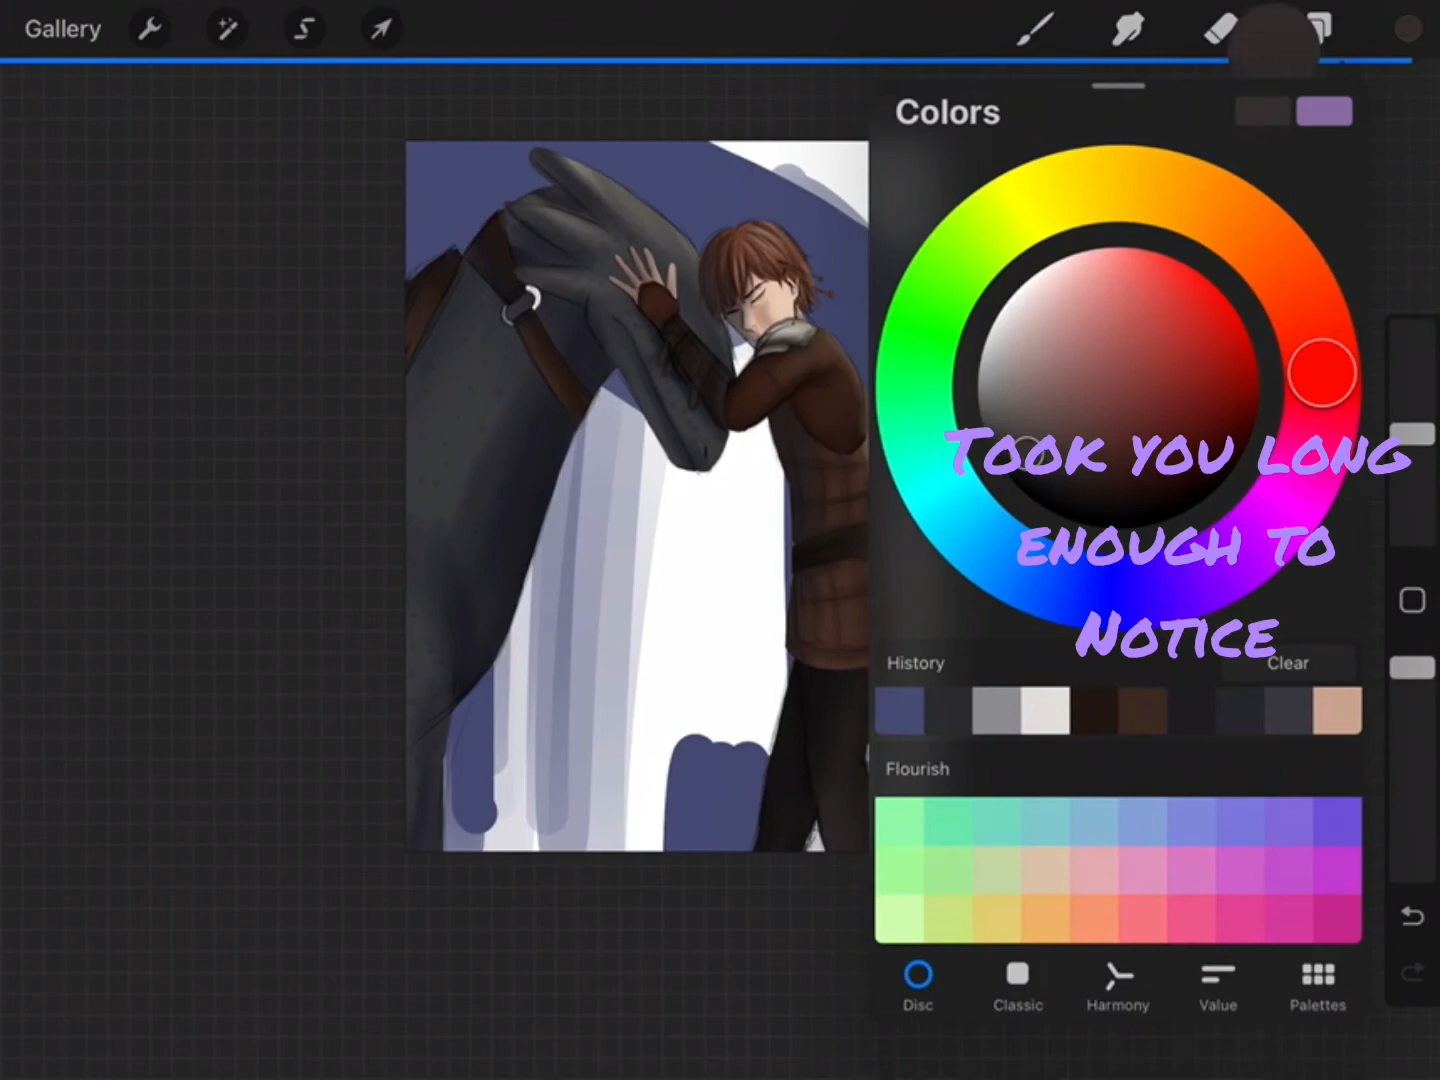 Gallery
Colors
Took you long
enough to
Notice
History
Clear
Flourish
Disc
Classic
Harmony
Value
Palettes